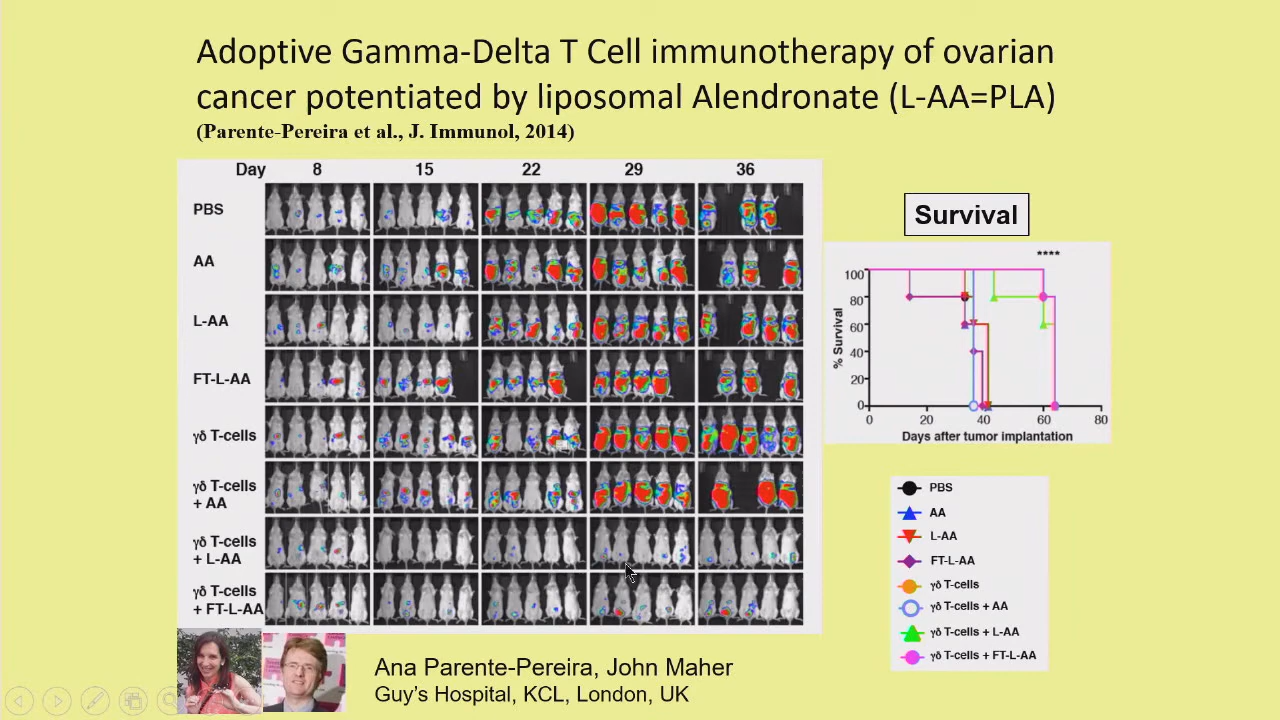 Adoptive Gamma-Delta T Cell immunotherapy of ovarian
cancer potentiated by liposomal Alendronate (L-AA=PLA)
(Parente-Pereira et al., J. Immunol, 2014)
Day 8 15 22 29 36
PBS
AA
L-AA
FT-L-AA
γδ T-cells
γδ T-cells
+ AA
γδ T-cells
+ L-AA
γδ T-cells
+ FT-L-AA
Survival
****
100
80
60
40
20
0
% Survival
0 20 40 60 80
Days after tumor implantation
PBS
AA
L-AA
FT-L-AA
γδ T-cells
γδ T-cells + AA
γδ T-cells + L-AA
γδ T-cells + FT-L-AA
Ana Parente-Pereira, John Maher
Guy's Hospital, KCL, London, UK